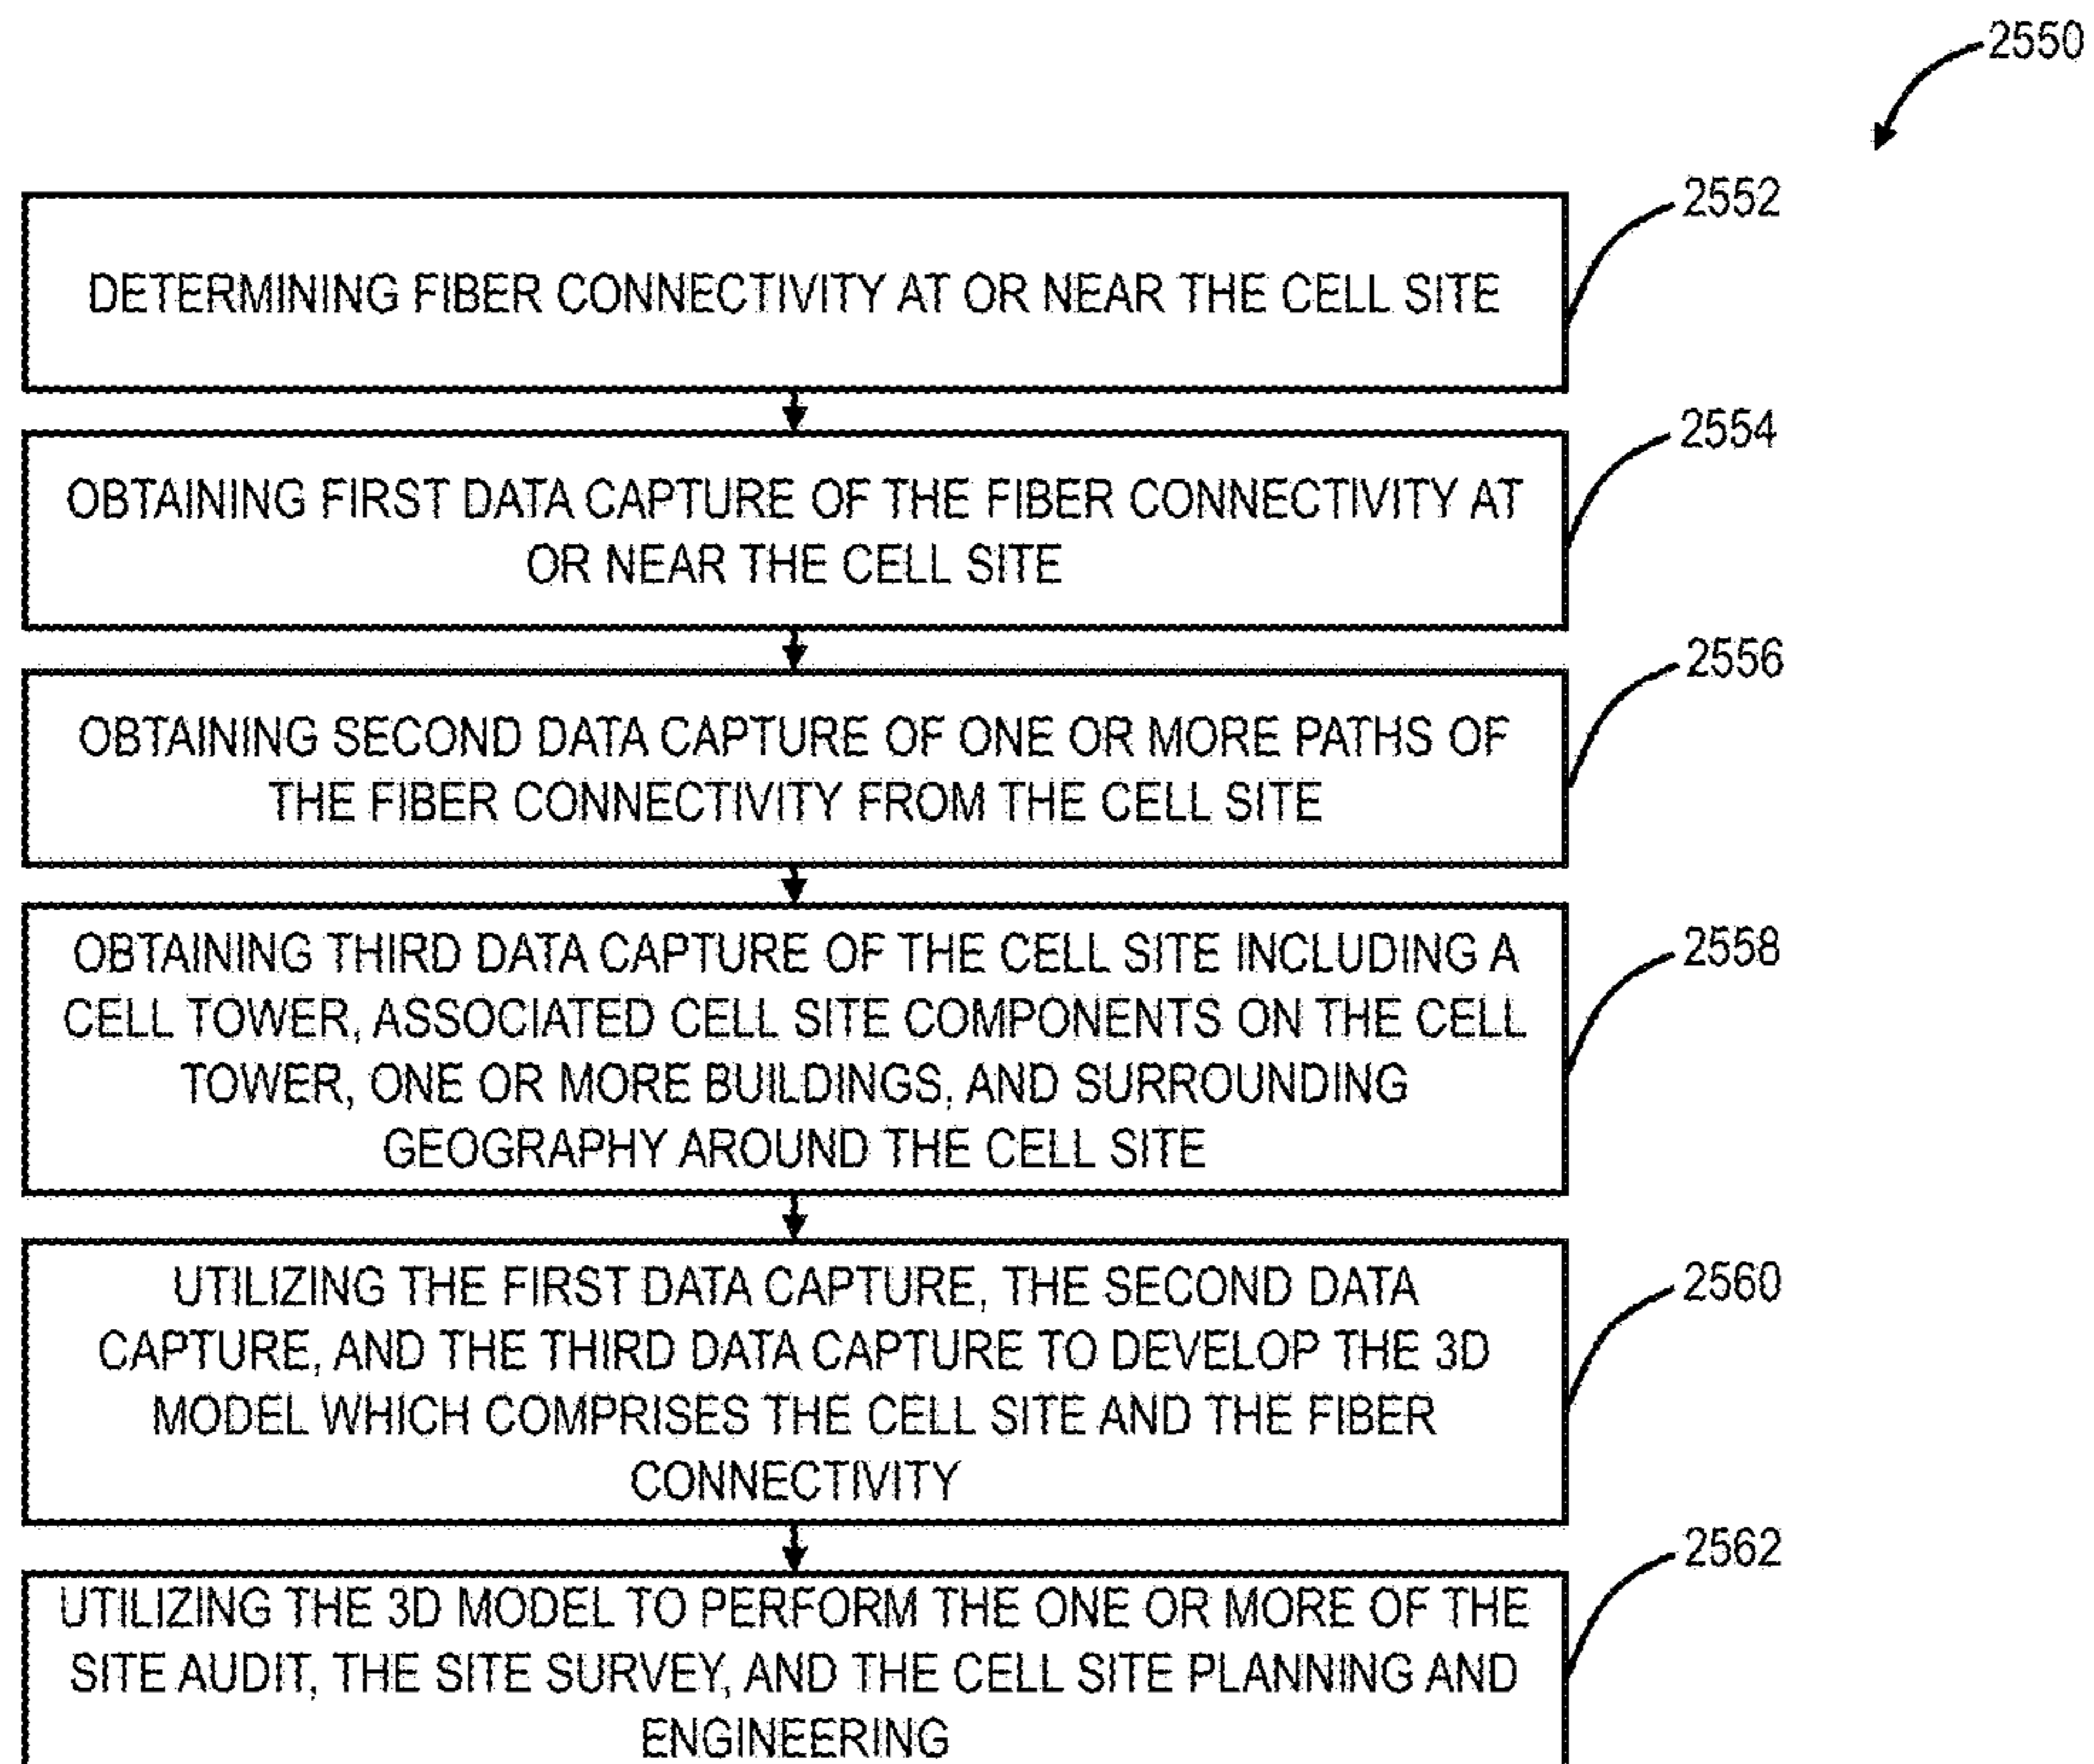 2550
2552
DETERMINING FIBER CONNECTIVITY AT OR NEAR THE CELL SITE
2554
OBTAINING FIRST DATA CAPTURE OF THE FIBER CONNECTIVITY AT
OR NEAR THE CELL SITE
2556
OBTAINING SECOND DATA CAPTURE OF ONE OR MORE PATHS OF
THE FIBER CONNECTIVITY FROM THE CELL SITE
2558
OBTAINING THIRD DATA CAPTURE OF THE CELL SITE INCLUDING A
CELL TOWER, ASSOCIATED CELL SITE COMPONENTS ON THE CELL
TOWER, ONE OR MORE BUILDINGS, AND SURROUNDING
GEOGRAPHY AROUND THE CELL SITE
2560
UTILIZING THE FIRST DATA CAPTURE, THE SECOND DATA
CAPTURE, AND THE THIRD DATA CAPTURE TO DEVELOP THE 3D
MODEL WHICH COMPRISES THE CELL SITE AND THE FIBER
CONNECTIVITY
2562
UTILIZING THE 3D MODEL TO PERFORM THE ONE OR MORE OF THE
SITE AUDIT, THE SITE SURVEY, AND THE CELL SITE PLANNING AND
ENGINEERING